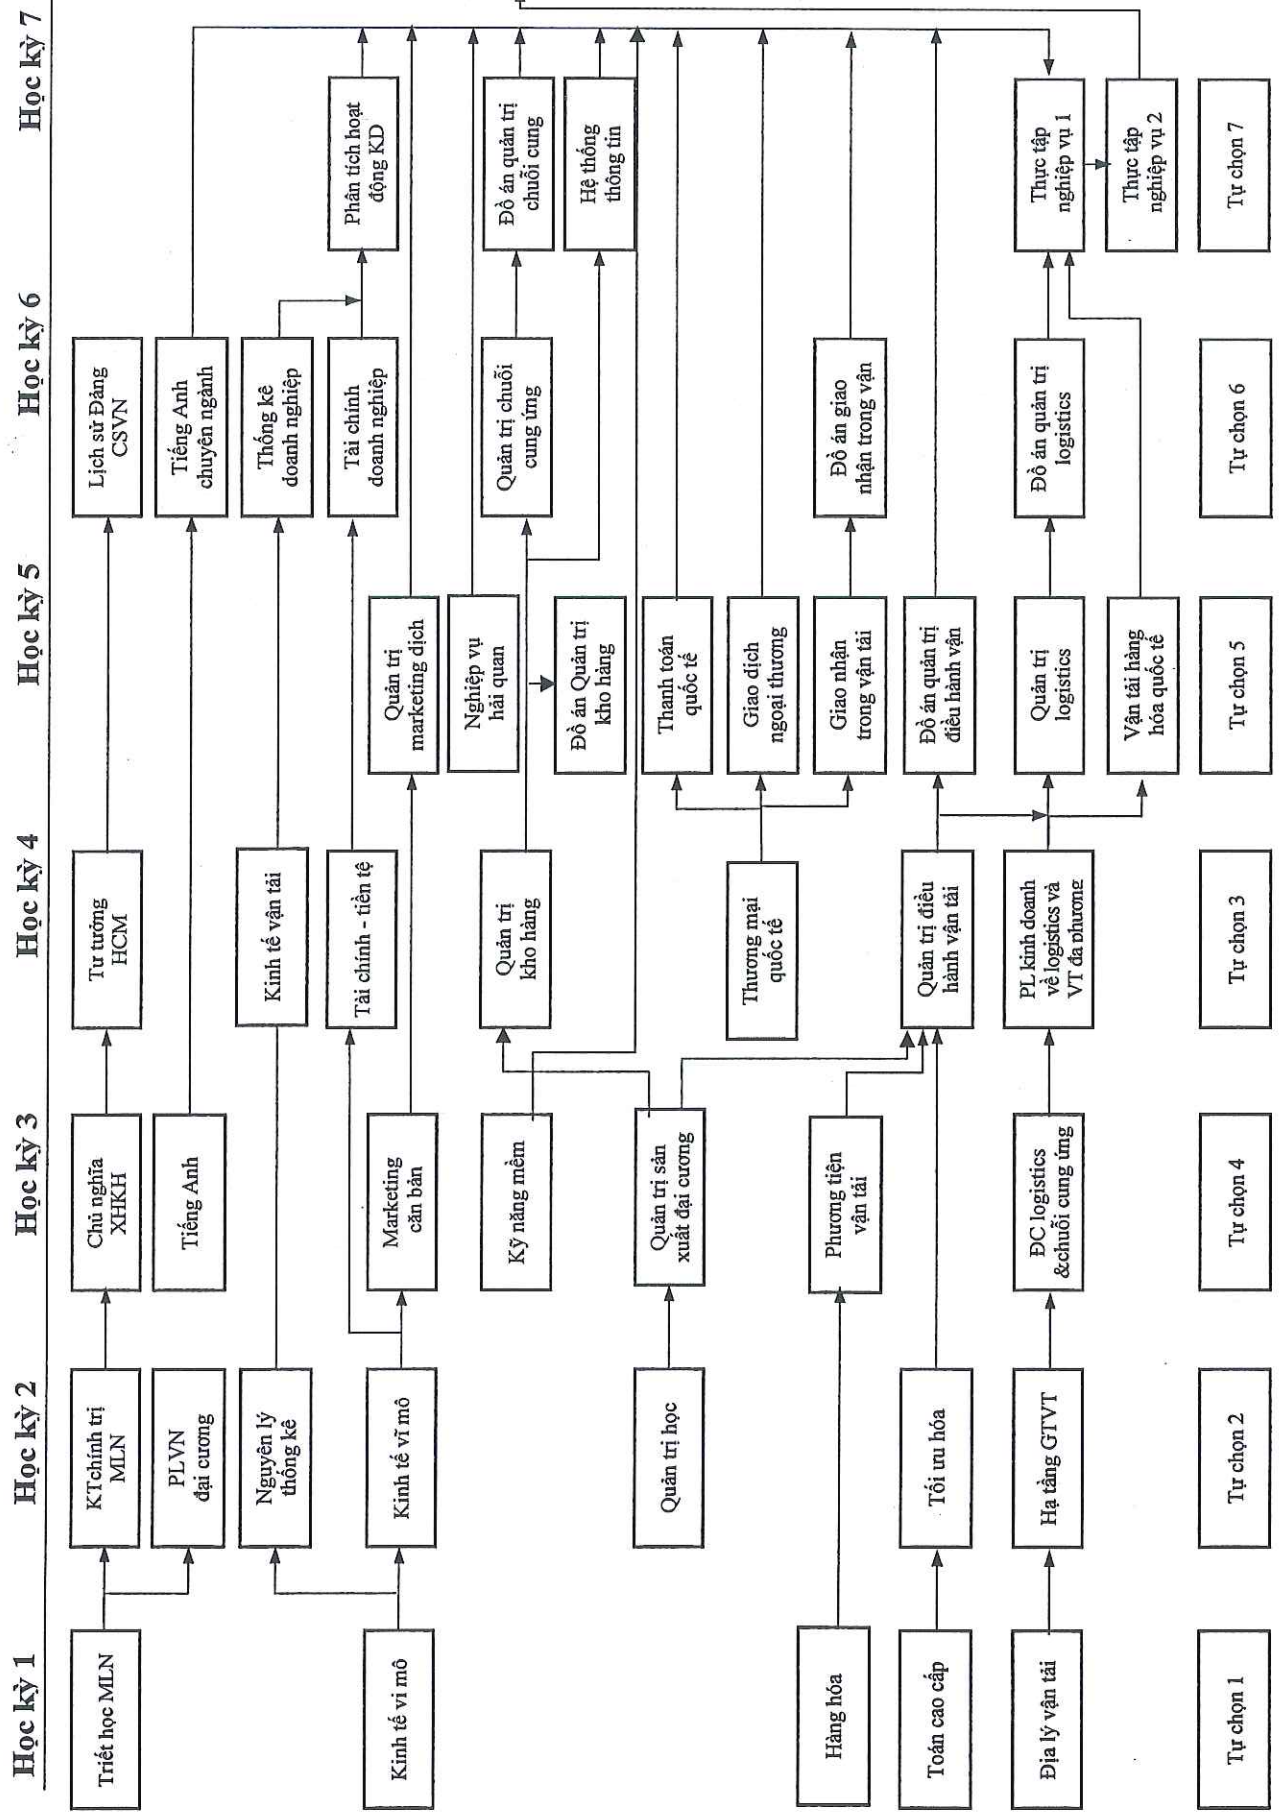 Học kỳ 1
Học kỳ 2
Học kỳ 3
Học kỳ 4
Học kỳ 5
Học kỳ 6
Học kỳ 7
Triết học MLN
Kinh tế vi mô
Hàng hóa
Toán cao cấp
Địa lý vận tải
Tự chọn 1
KTchính trị
MLN
PLVN
đại cương
Nguyên lý
thống kê
Kinh tế vĩ mô
Quản trị học
Tối ưu hóa
Hạ tầng GTVT
Tự chọn 2
Chủ nghĩa
XHKH
Tiếng Anh
Marketing
căn bản
Kỹ năng mềm
Quản trị sản
xuất đại cương
Phương tiện
vận tải
ĐC logistics
&chuỗi cung ứng
Tự chọn 4
Tư tưởng
HCM
Kinh tế vận tải
Tài chính - tiền tệ
Quản trị
kho hàng
Thương mại
quốc tế
Quản trị điều
hành vận tải
PL kinh doanh
về logistics và
VT đa phương
Tự chọn 3
Quản trị
marketing dịch
Nghiệp vụ
hải quan
Đồ án Quản trị
kho hàng
Thanh toán
quốc tế
Giao dịch
ngoại thương
Giao nhận
trong vận tải
Đồ án quản trị
điều hành vận
Quản trị
logistics
Vận tải hàng
hóa quốc tế
Tự chọn 5
Lịch sử Đảng
CSVN
Tiếng Anh
chuyên ngành
Thống kê
doanh nghiệp
Tài chính
doanh nghiệp
Quản trị chuỗi
cung ứng
Đồ án giao
nhận trong vận
Đồ án quản trị
logistics
Tự chọn 6
Phân tích hoạt
động KD
Đồ án quản trị
chuỗi cung
Hệ thống
thông tin
Thực tập
nghiệp vụ 1
Thực tập
nghiệp vụ 2
Tự chọn 7